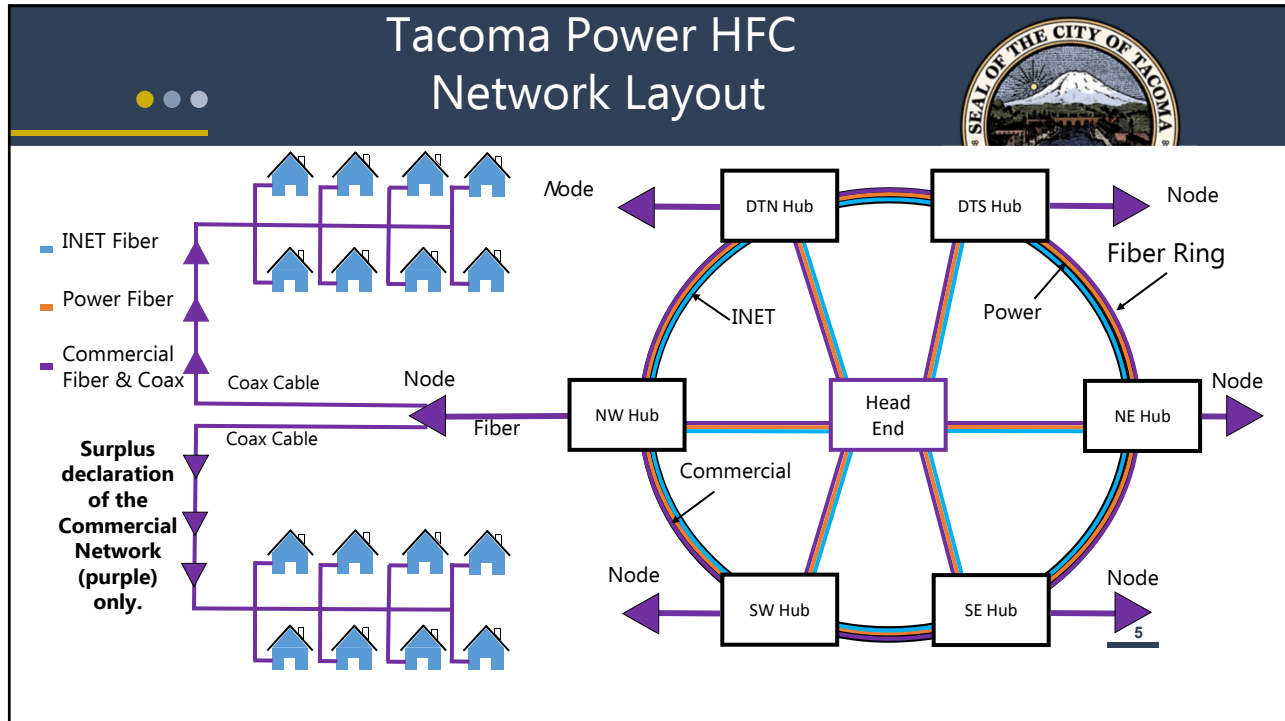 Tacoma Power HFC
Network Layout
SEAL OF THE CITY OF TACOMA
INET Fiber
Power Fiber
Commercial
Fiber & Coax
Coax Cable
Coax Cable
Surplus
declaration
of the
Commercial
Network
(purple)
only.
Node
Fiber
Node
DTN Hub
DTS Hub
Node
Fiber Ring
INET
Power
NW Hub
Head
End
NE Hub
Node
Commercial
Node
SW Hub
SE Hub
Node
5